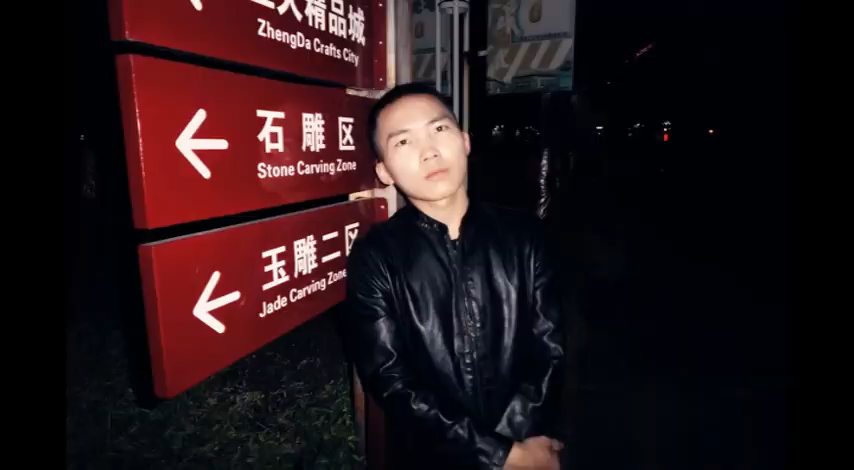 大精品城
ZhengDa Crafts City
石雕区
Stone Carving Zone
玉雕二区
Jade Carving Zone